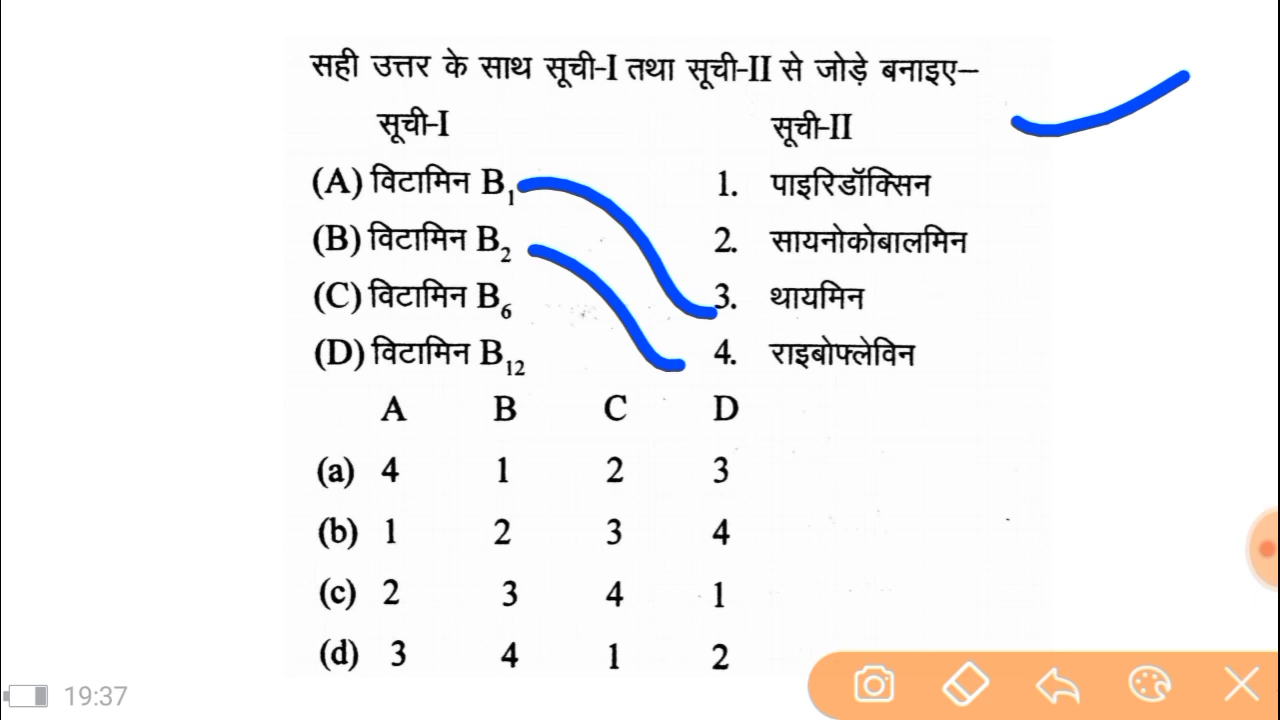 सही उत्तर के साथ सूची-I तथा सूची-II से जोड़े बनाइए–
सूची-I सूची-II
(A) विटामिन B₁ 1. पाइरिडॉक्सिन
(B) विटामिन B₂ 2. सायनोकोबालमिन
(C) विटामिन B₆ 3. थायमिन
(D) विटामिन B₁₂ 4. राइबोफ्लेविन
A B C D
(a) 4 1 2 3
(b) 1 2 3 4
(c) 2 3 4 1
(d) 3 4 1 2
19:37